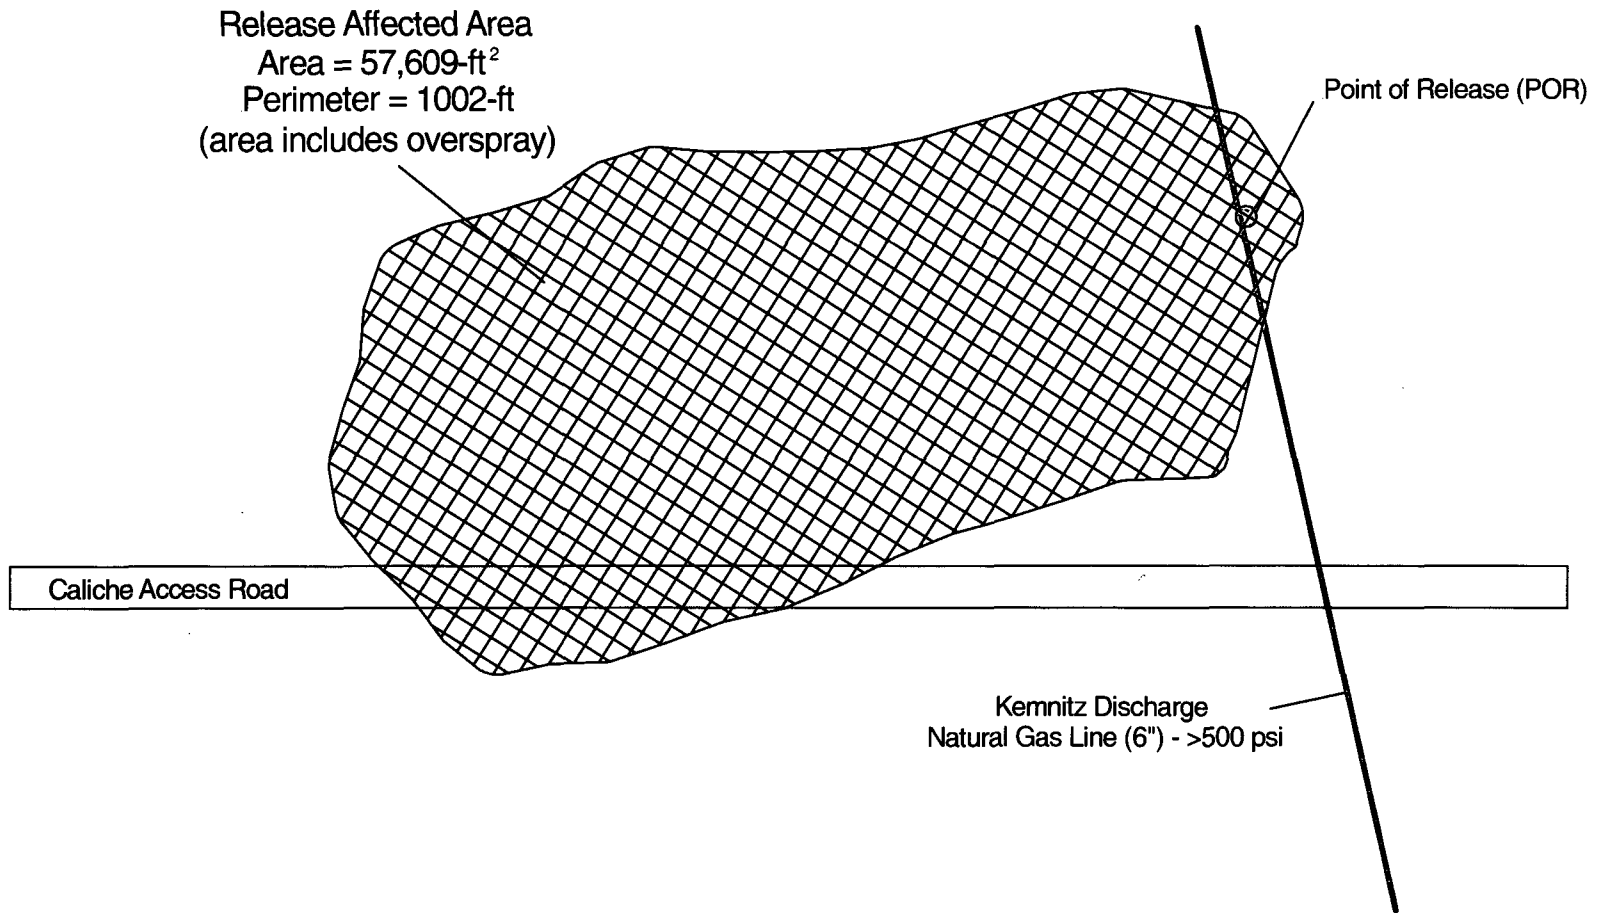 Release Affected Area
Area = 57,609-ft²
Perimeter = 1002-ft
(area includes overspray)
Point of Release (POR)
Caliche Access Road
Kemnitz Discharge
Natural Gas Line (6") - >500 psi